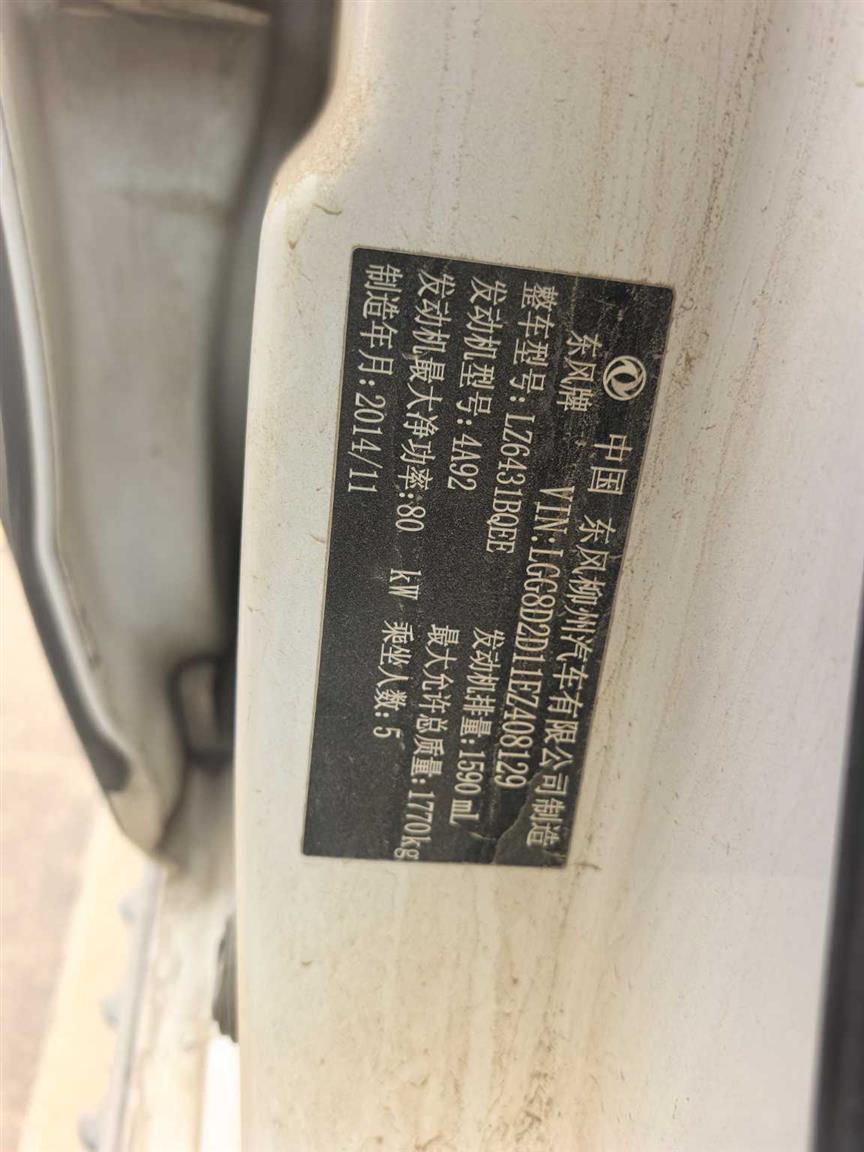 中国 东风柳州汽车有限公司制造
东风牌 VIN:LGG8D2D11EZ408129
整车型号: LZ6431BQEE 发动机排量: 1590 mL
发动机型号: 4A92 最大允许总质量: 1770kg
发动机最大净功率:80 kW 乘坐人数: 5
制造年月: 2014/11